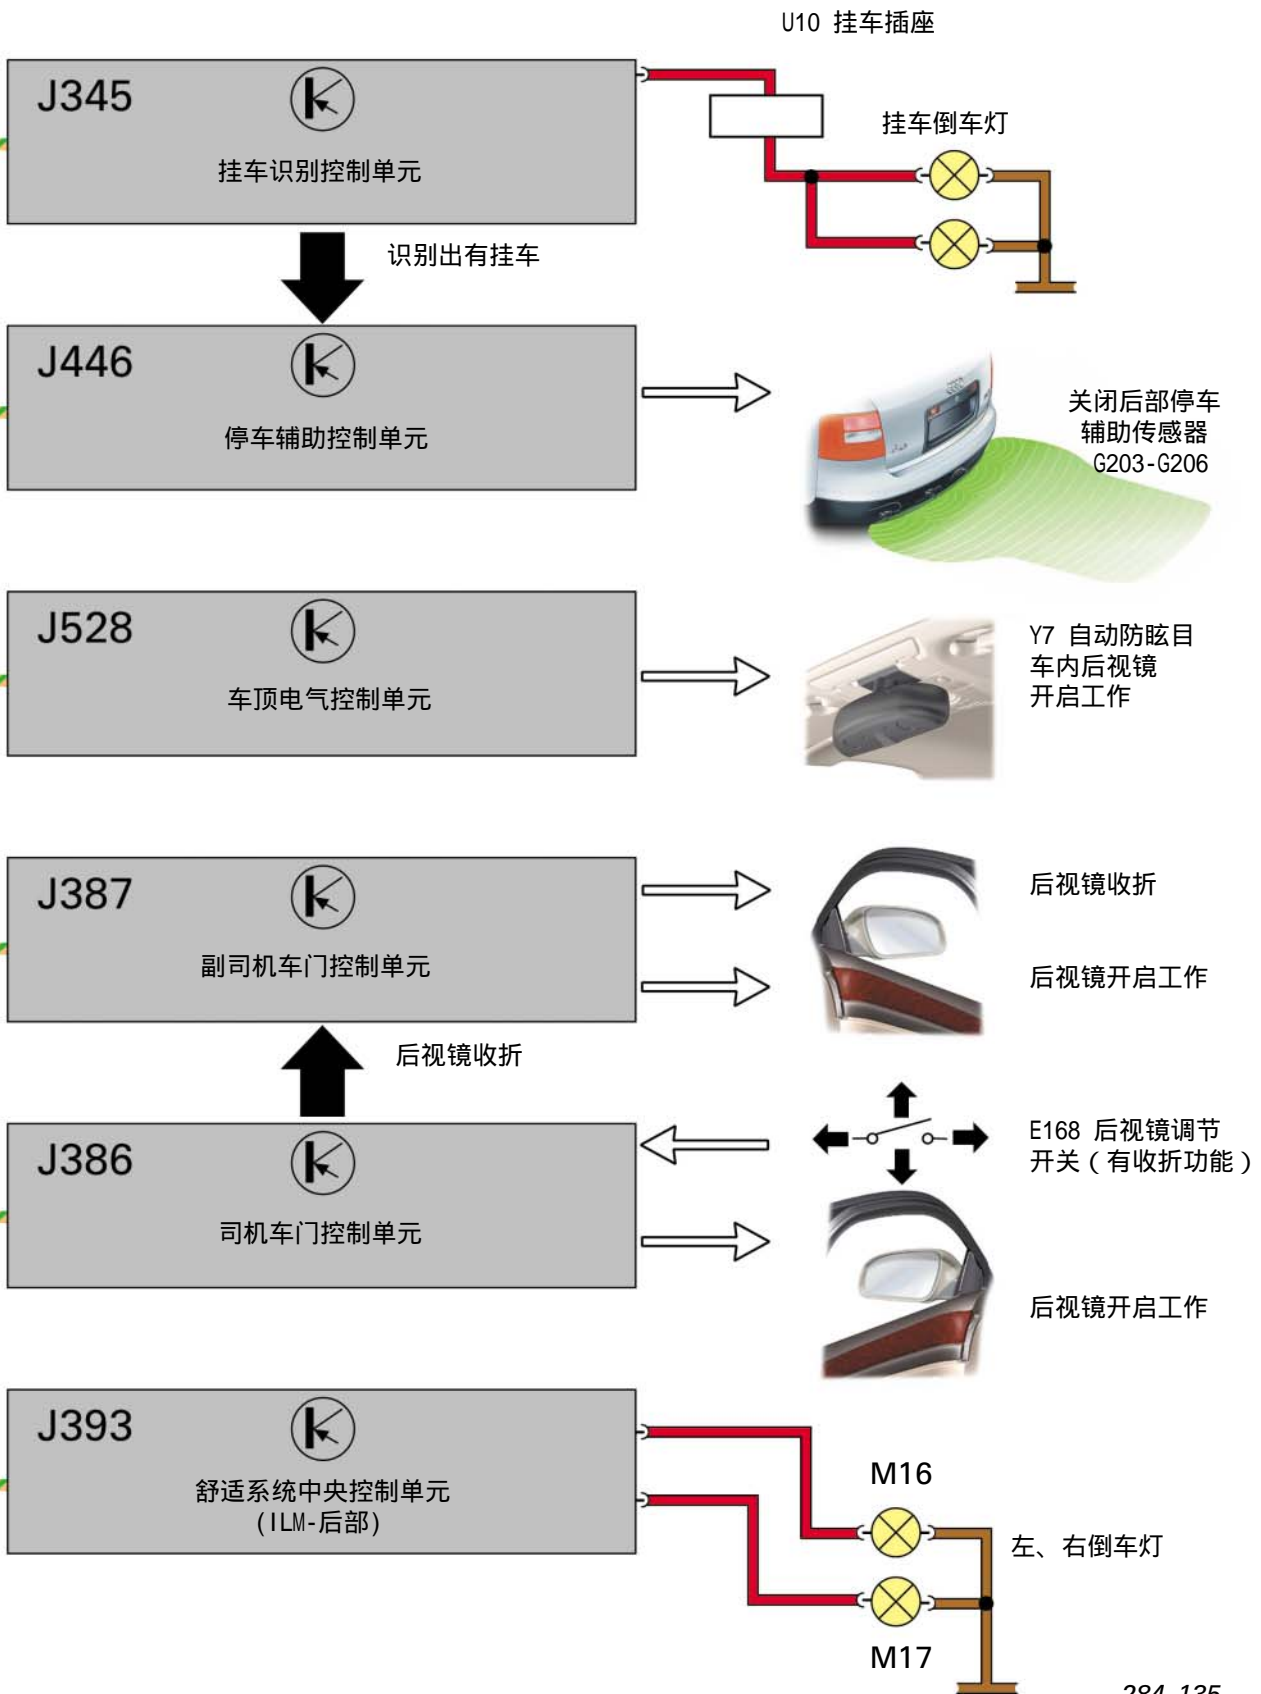 U10 挂车插座
J345
挂车识别控制单元
挂车倒车灯
识别出有挂车
J446
停车辅助控制单元
关闭后部停车
辅助传感器
G203-G206
J528
车顶电气控制单元
Y7 自动防眩目
车内后视镜
开启工作
J387
副司机车门控制单元
后视镜收折
后视镜开启工作
后视镜收折
J386
司机车门控制单元
E168 后视镜调节
开关（有收折功能）
后视镜开启工作
J393
舒适系统中央控制单元
(ILM-后部)
M16
左、右倒车灯
M17
284_135